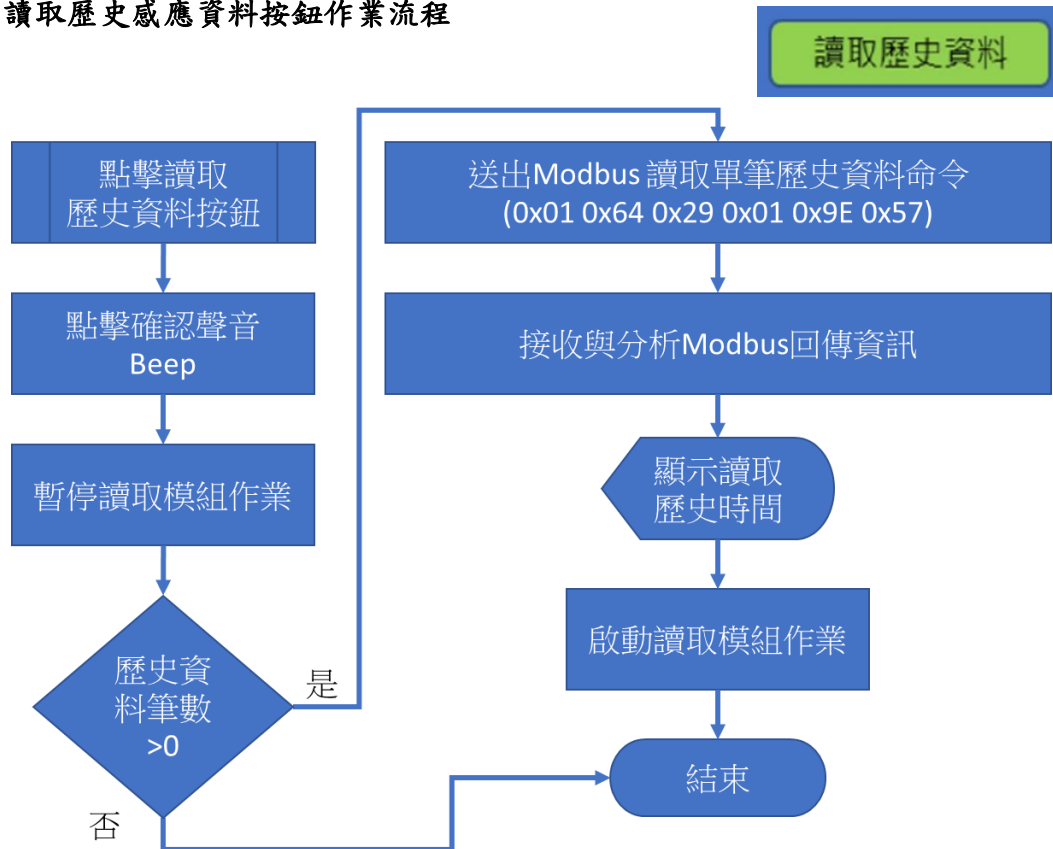 讀取歷史感應資料按鈕作業流程
讀取歷史資料
點擊讀取
歷史資料按鈕
點擊確認聲音
Beep
暫停讀取模組作業
歷史資
料筆數
>0
是
否
送出Modbus 讀取單筆歷史資料命令
(0x01 0x64 0x29 0x01 0x9E 0x57)
接收與分析Modbus回傳資訊
顯示讀取
歷史時間
啟動讀取模組作業
結束